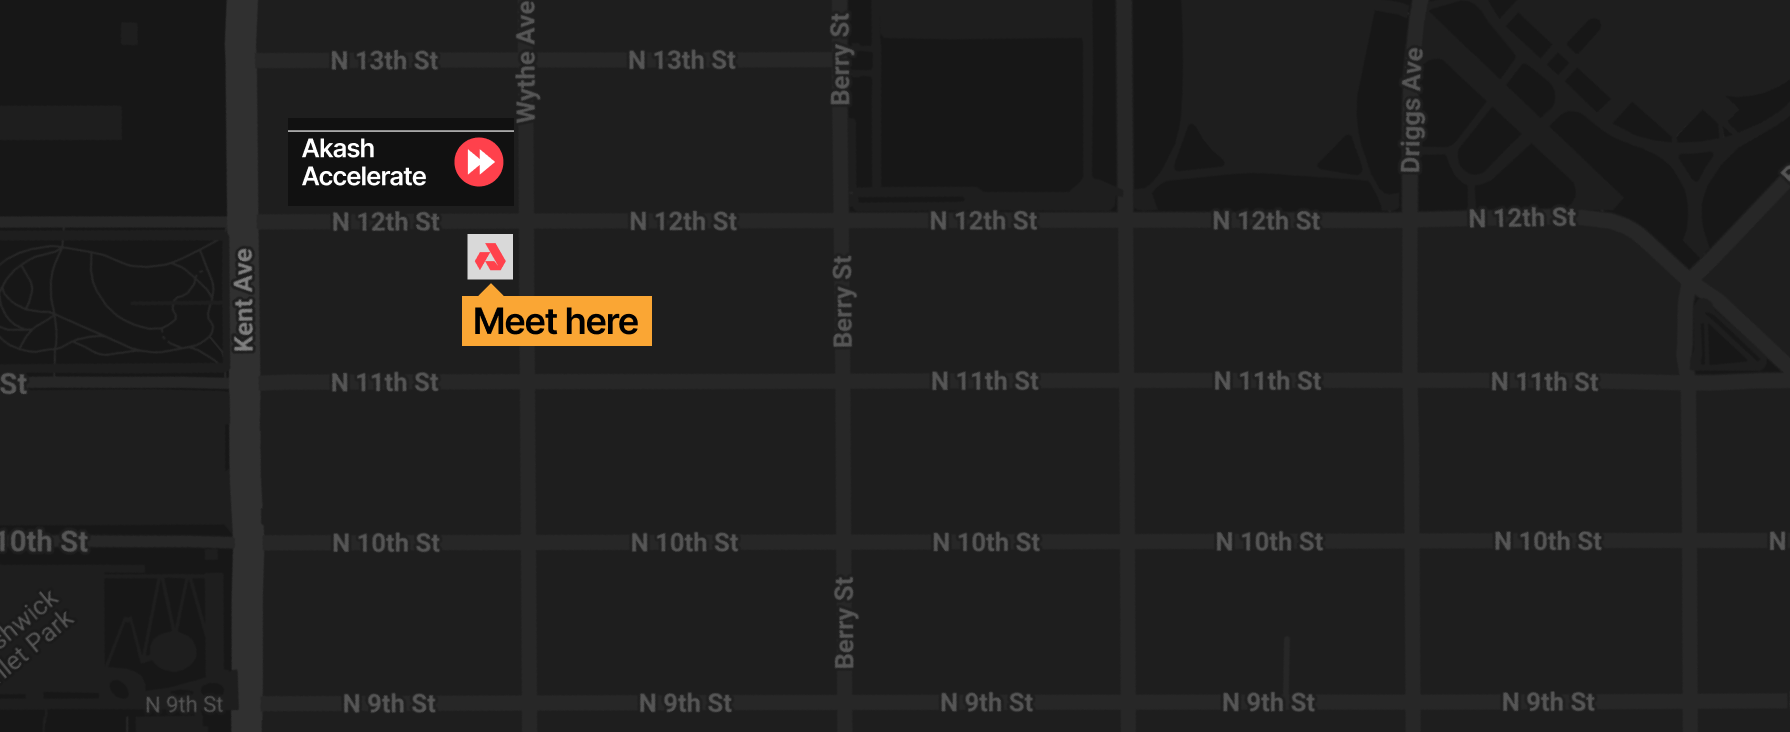 N 13th St
Wythe Ave
N 13th St
Berry St
Driggs Ave
Akash
Accelerate
N 12th St
N 12th St
N 12th St
N 12th St
N 12th St
Kent Ave
Berry St
Meet here
St
N 11th St
N 11th St
N 11th St
N 11th St
10th St
N 10th St
N 10th St
N 10th St
N 10th St
N 10th St
N
shwick
nlet Park
Berry St
N 9th St
N 9th St
N 9th St
N 9th St
N 9th St
N 9th St